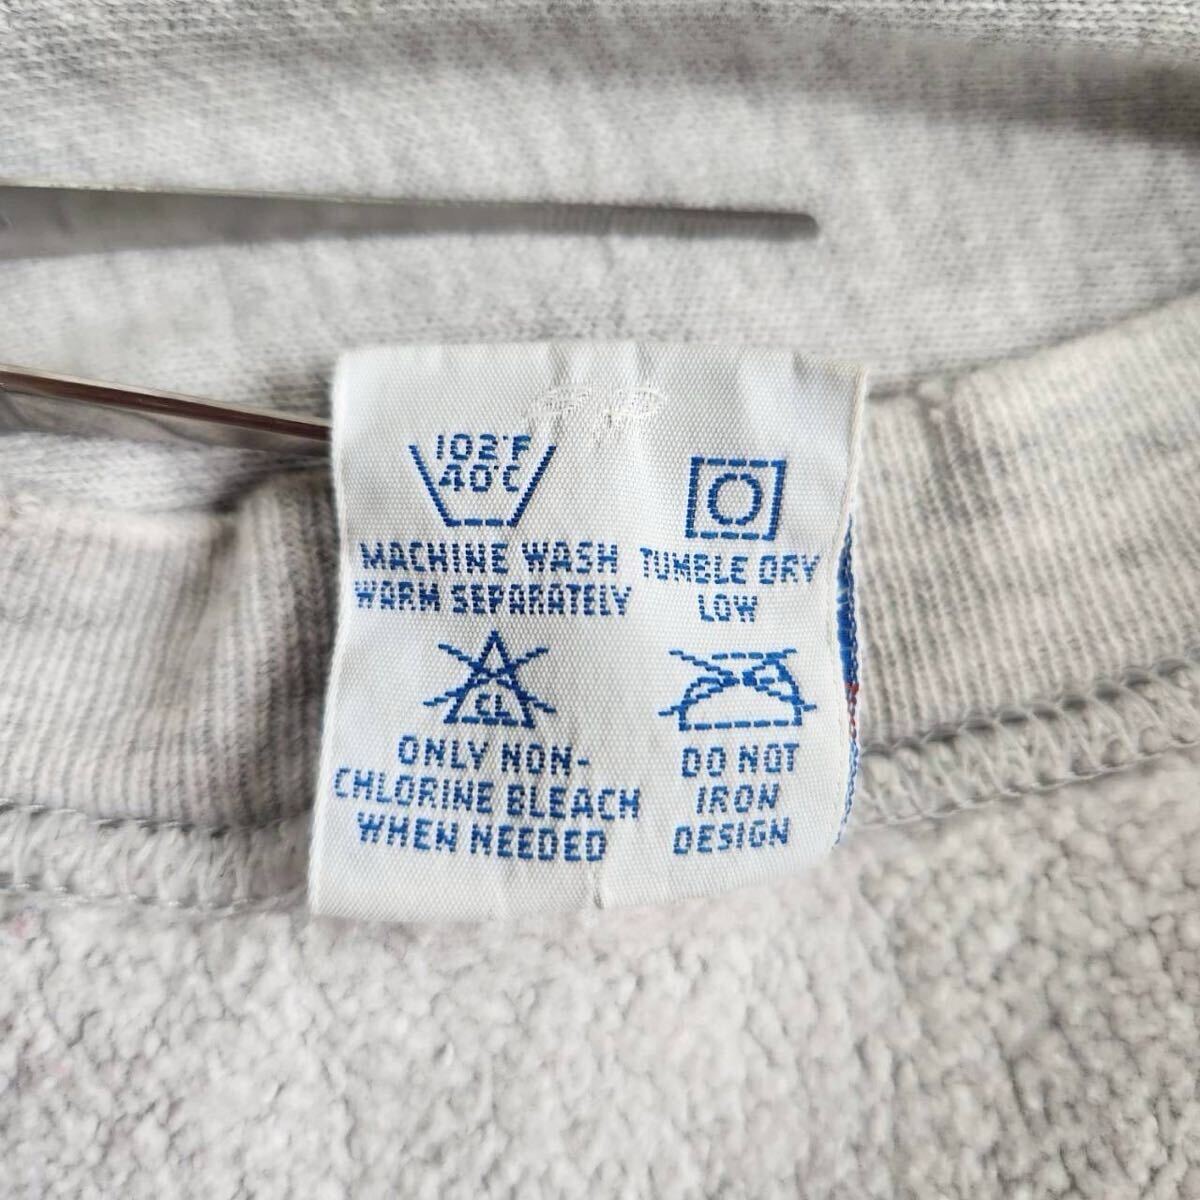 102°F
40°C
MACHINE WASH
WARM SEPARATELY
TUMBLE DRY
LOW
CL
ONLY NON-
CHLORINE BLEACH
WHEN NEEDED
DO NOT
IRON
DESIGN